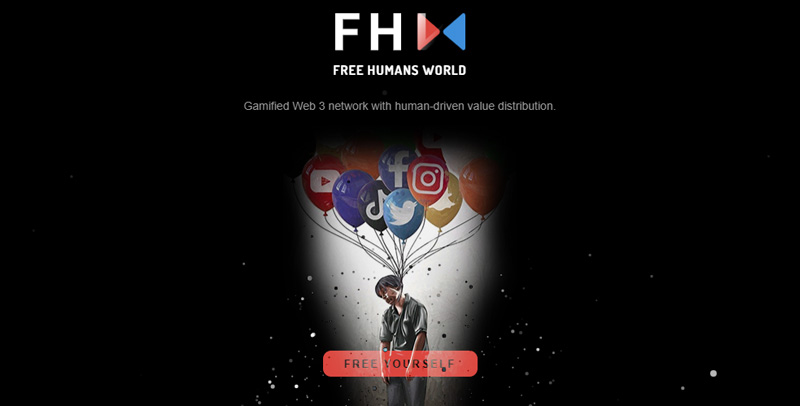 FH
FREE HUMANS WORLD
Gamified Web 3 network with human-driven value distribution.
FREE YOURSELF